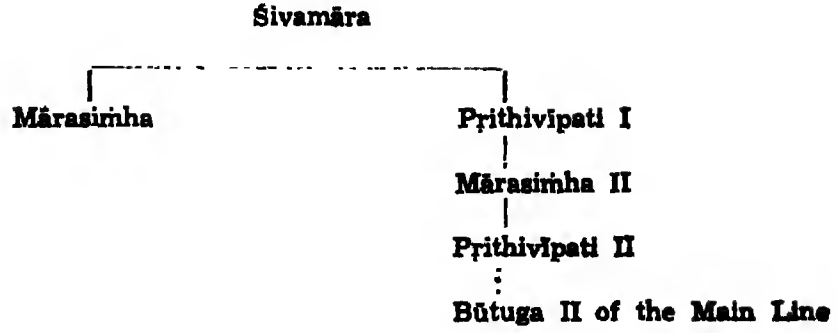 Śivamāra
Mārasiṁha Pṛithivīpati I
Mārasiṁha II
Pṛithivīpati II
Būtuga II of the Main Line